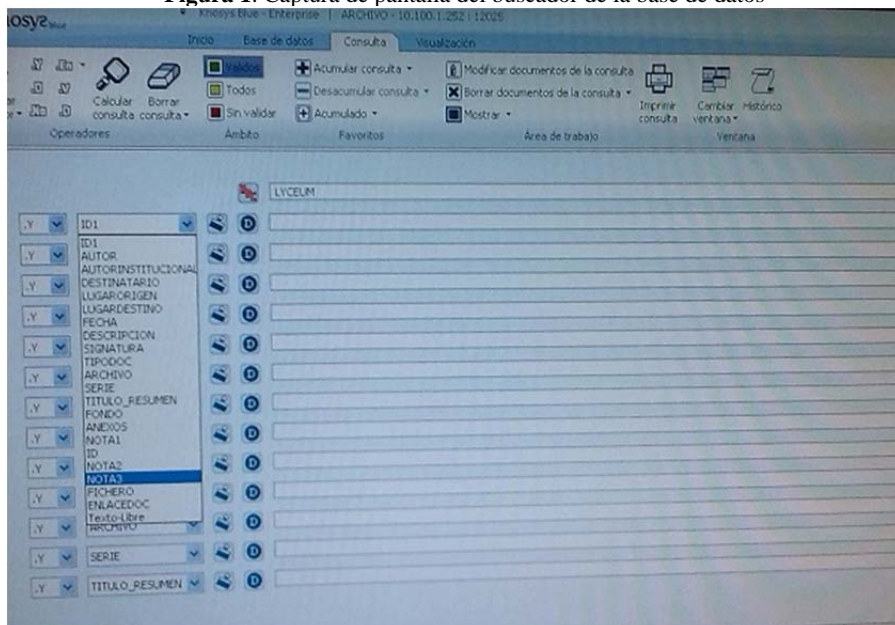 Figura 1. Captura de pantalla del buscador de la base de datos
Knosys Blue - Enterprise | ARCHIVO - 10.100.1.252 : 12025
Inicio Base de datos Consulta Visualización
Validos
Todos
Sin validar
Calcular consulta
Borrar consulta
Acumular consulta
Desacumular consulta
Acumulado
Modificar documentos de la consulta
Borrar documentos de la consulta
Mostrar
Imprimir consulta
Cambiar ventana
Histórico
Operadores Ámbito Favoritos Área de trabajo Ventana
LYCEUM
.Y ID1
ID1
.Y AUTOR
AUTORINSTITUCIONAL
.Y DESTINATARIO
LUGARORIGEN
LUGARDESTINO
.Y FECHA
DESCRIPCION
.Y SIGNATURA
TIPODOC
.Y ARCHIVO
SERIE
.Y TITULO_RESUMEN
FONDO
ANEXOS
.Y NOTA1
ID
.Y NOTA2
NOTA3
.Y FICHERO
ENLACEDOC
Texto-Libre
.Y ARCHIVO
.Y SERIE
.Y TITULO_RESUMEN